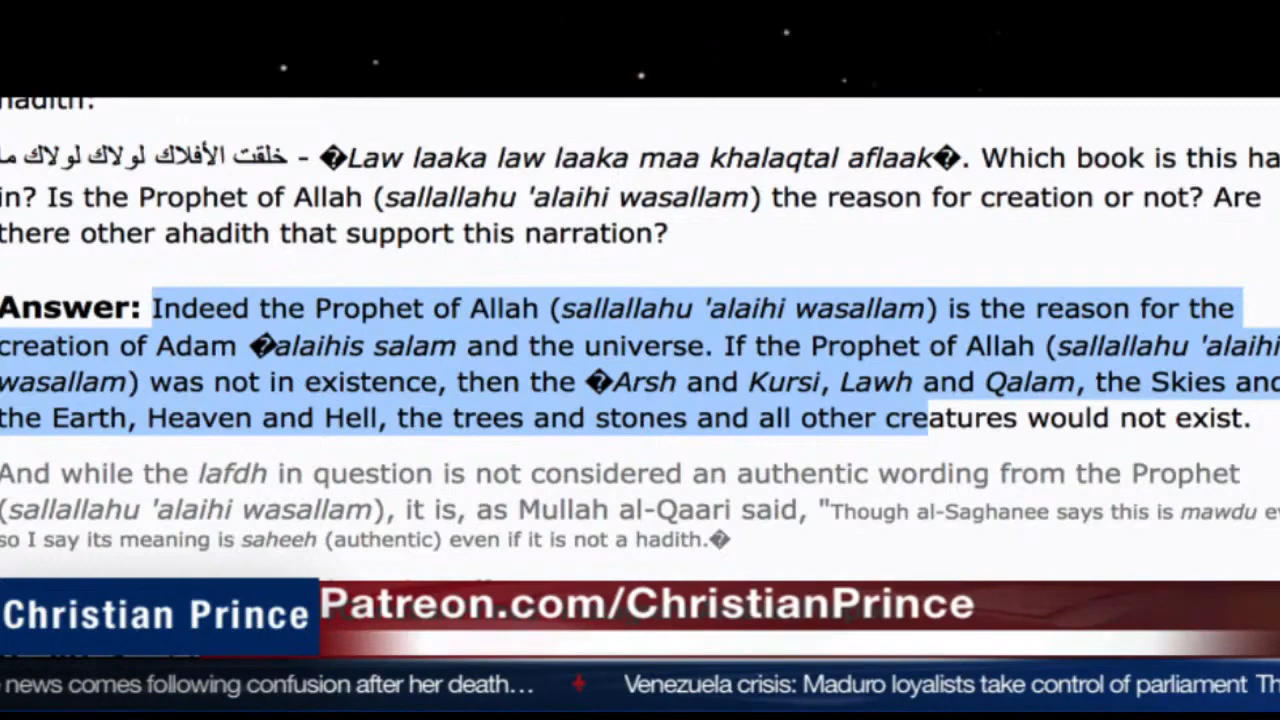 hadith:
خلقت الأفلاك لولاك لولاك ما - �Law laaka law laaka maa khalaqtal aflaak�. Which book is this ha
in? Is the Prophet of Allah (sallallahu 'alaihi wasallam) the reason for creation or not? Are
there other ahadith that support this narration?
Answer: Indeed the Prophet of Allah (sallallahu 'alaihi wasallam) is the reason for the
creation of Adam �alaihis salam and the universe. If the Prophet of Allah (sallallahu 'alaihi
wasallam) was not in existence, then the �Arsh and Kursi, Lawh and Qalam, the Skies and
the Earth, Heaven and Hell, the trees and stones and all other creatures would not exist.
And while the lafdh in question is not considered an authentic wording from the Prophet
(sallallahu 'alaihi wasallam), it is, as Mullah al-Qaari said, "Though al-Saghanee says this is mawdu ev
so I say its meaning is saheeh (authentic) even if it is not a hadith.�
Christian Prince
Patreon.com/ChristianPrince
news comes following confusion after her death… Venezuela crisis: Maduro loyalists take control of parliament Th